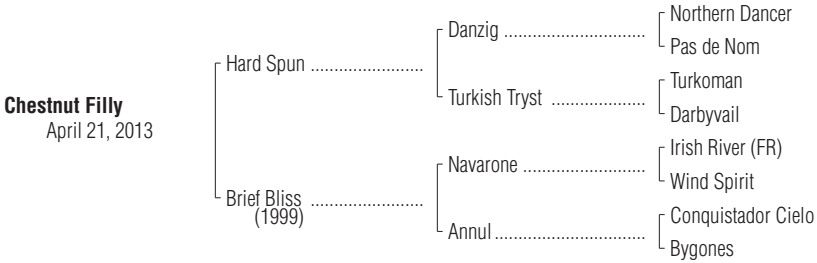 Northern Dancer
Danzig ..............................
Pas de Nom
Hard Spun ........................
Turkoman
Turkish Tryst ....................
Darbyvail
Chestnut Filly
April 21, 2013
Irish River (FR)
Navarone ..........................
Wind Spirit
Brief Bliss ........................
(1999)
Conquistador Cielo
Annul ................................
Bygones